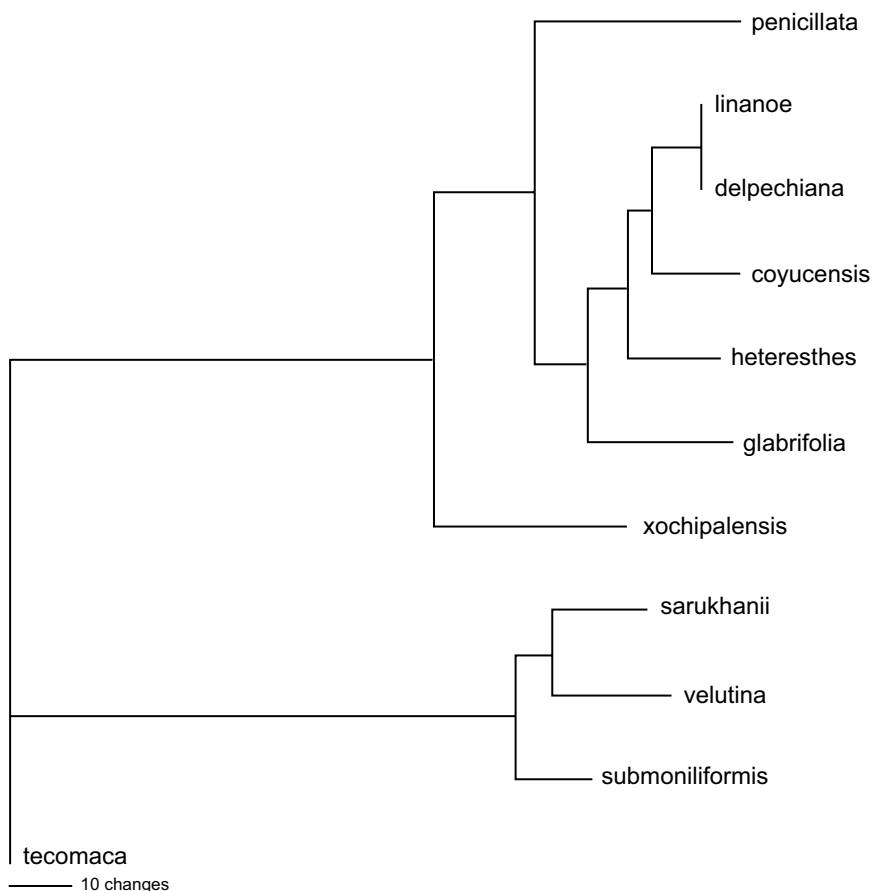 penicillata
linanoe
delpechiana
coyucensis
heteresthes
glabrifolia
xochipalensis
sarukhanii
velutina
submoniliformis
tecomaca
10 changes